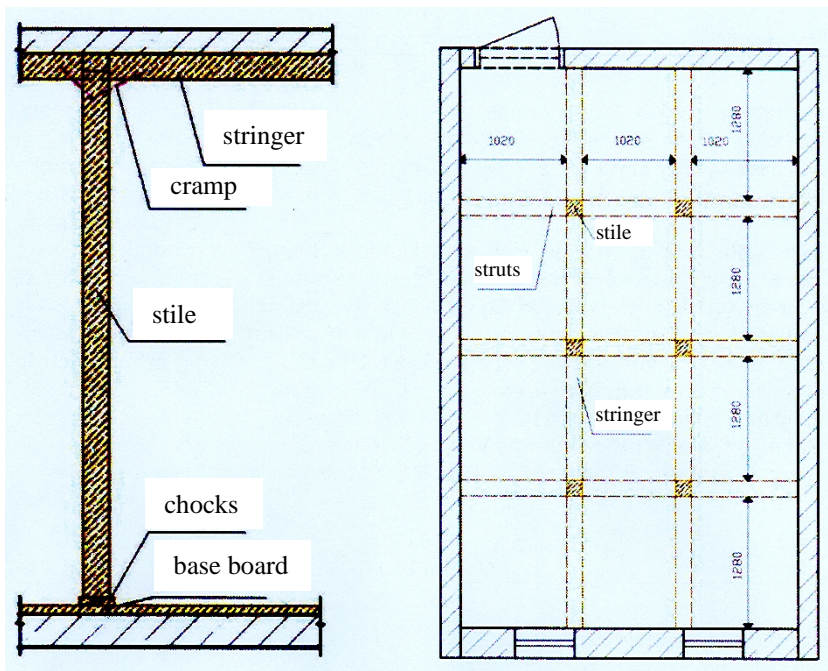 stringer
cramp
stile
chocks
base board
1280
1020
1020
1020
stile
struts
1280
stringer
1280
1280